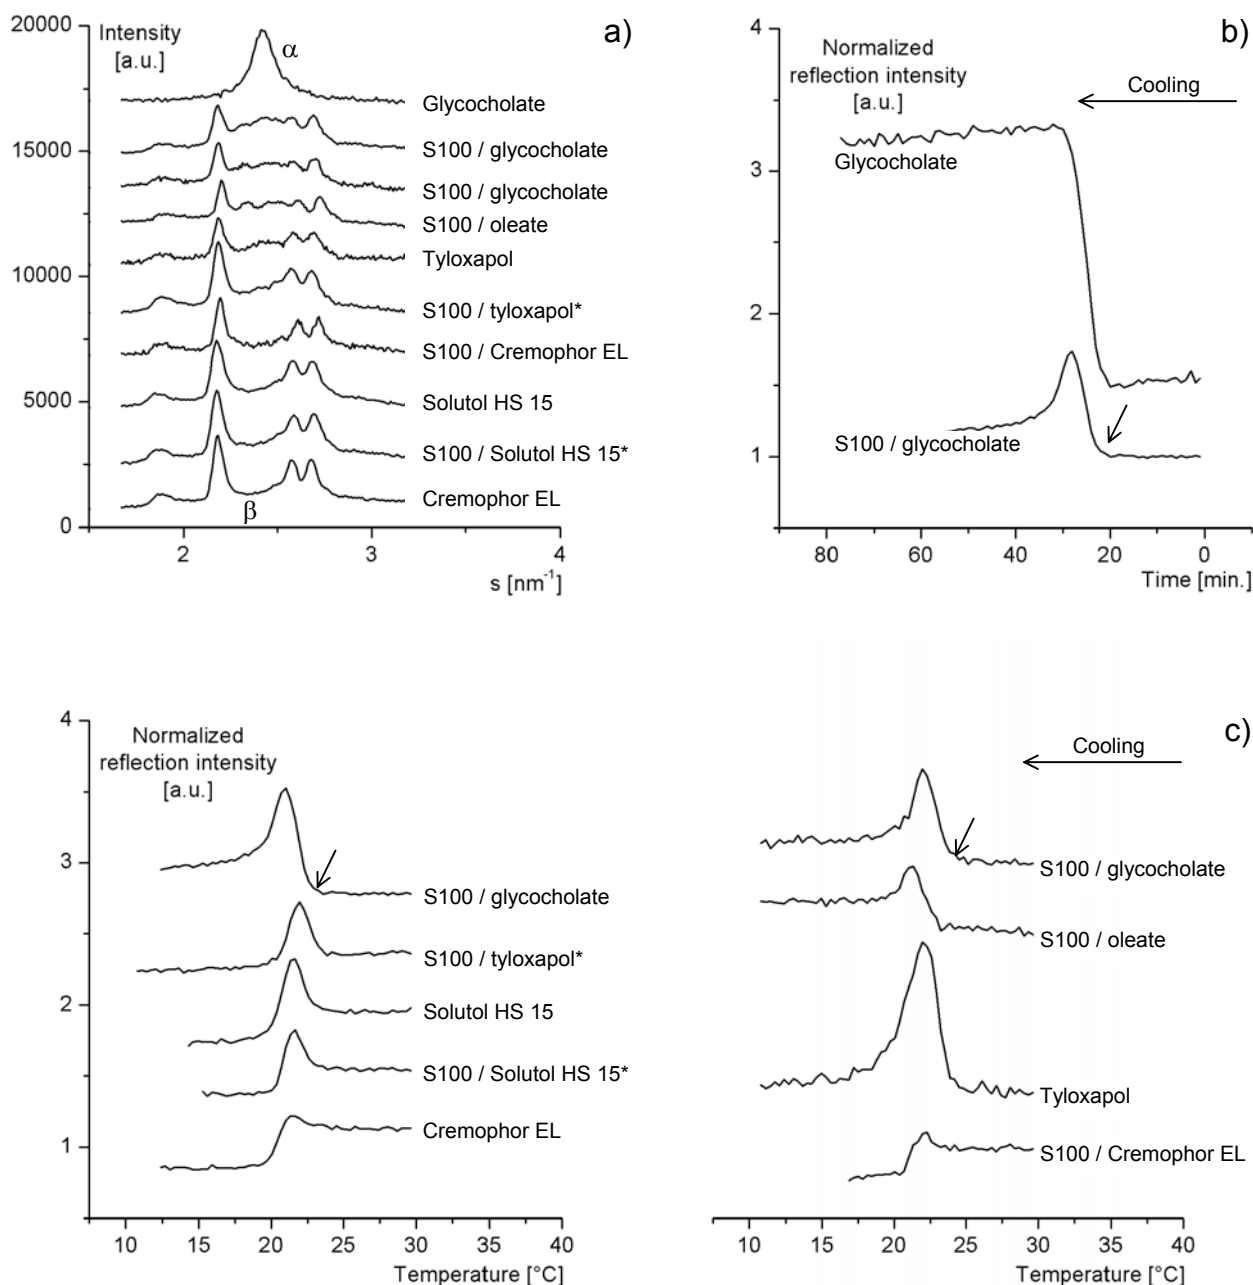 a)
Intensity
[a.u.]
20000
15000
10000
5000
0
α
Glycocholate
S100 / glycocholate
S100 / glycocholate
S100 / oleate
Tyloxapol
S100 / tyloxapol*
S100 / Cremophor EL
Solutol HS 15
S100 / Solutol HS 15*
Cremophor EL
β
2
3
4
s [nm-1]
b)
Normalized
reflection intensity
[a.u.]
Cooling
4
3
2
1
Glycocholate
S100 / glycocholate
80
60
40
20
0
Time [min.]
Normalized
reflection intensity
[a.u.]
4
3
2
1
S100 / glycocholate
S100 / tyloxapol*
Solutol HS 15
S100 / Solutol HS 15*
Cremophor EL
10
15
20
25
30
35
40
Temperature [°C]
c)
Cooling
S100 / glycocholate
S100 / oleate
Tyloxapol
S100 / Cremophor EL
10
15
20
25
30
35
40
Temperature [°C]